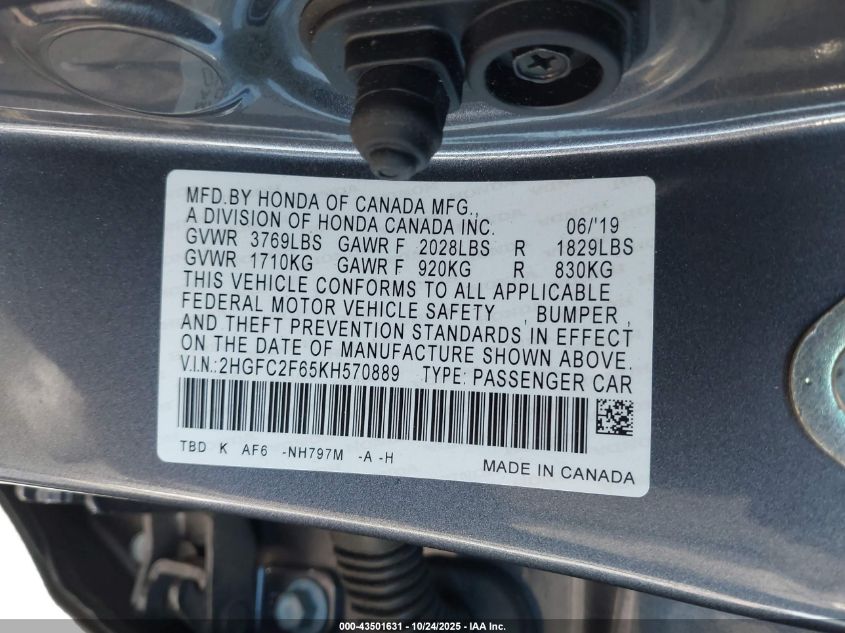 MFD.BY HONDA OF CANADA MFG.,
A DIVISION OF HONDA CANADA INC. 06/'19
GVWR 3769LBS GAWR F 2028LBS R 1829LBS
GVWR 1710KG GAWR F 920KG R 830KG
THIS VEHICLE CONFORMS TO ALL APPLICABLE
FEDERAL MOTOR VEHICLE SAFETY , BUMPER ,
AND THEFT PREVENTION STANDARDS IN EFFECT
ON THE DATE OF MANUFACTURE SHOWN ABOVE.
V.I.N.:2HGFC2F65KH570889 TYPE: PASSENGER CAR
TBD K AF6 -NH797M -A -H
MADE IN CANADA
000-43501631 - 10/24/2025 - IAA Inc.